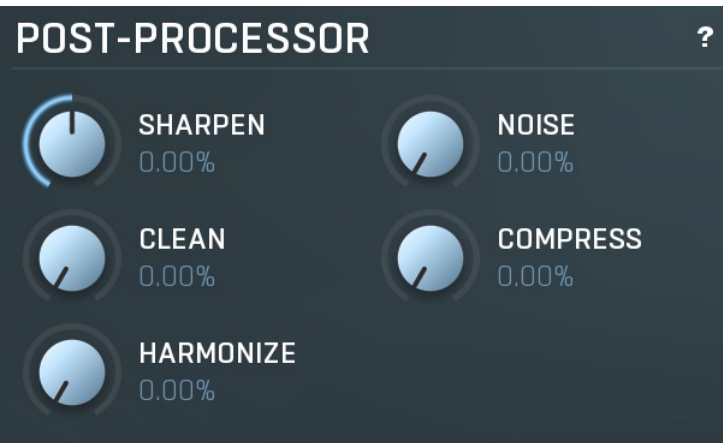 POST-PROCESSOR ?
SHARPEN
0.00%
NOISE
0.00%
CLEAN
0.00%
COMPRESS
0.00%
HARMONIZE
0.00%